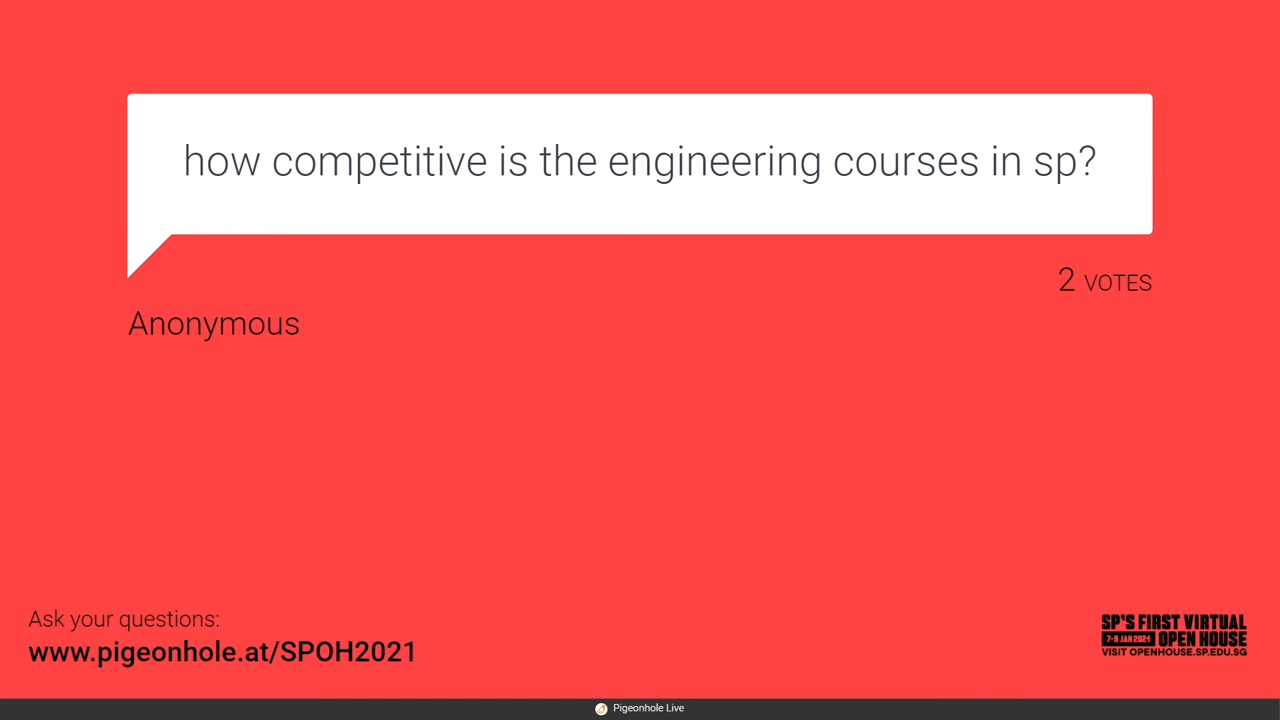 how competitive is the engineering courses in sp?
2 VOTES
Anonymous
Ask your questions:
www.pigeonhole.at/SPOH2021
SP'S FIRST VIRTUAL
7-9 JAN 2021 OPEN HOUSE
VISIT OPENHOUSE.SP.EDU.SG
Pigeonhole Live